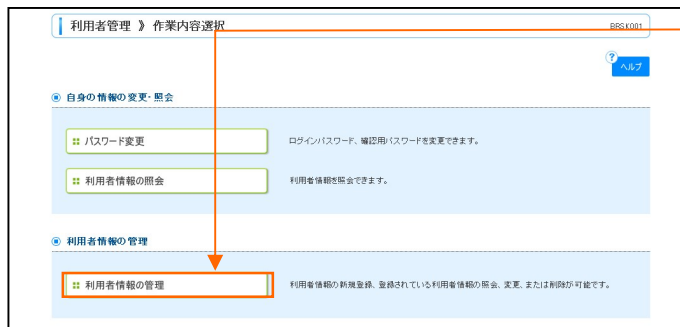 利用者管理 》 作業内容選択
BRSK001
?
ヘルプ
自身の情報の変更・照会
パスワード変更
ログインパスワード、確認用パスワードを変更できます。
利用者情報の照会
利用者情報を照会できます。
利用者情報の管理
利用者情報の管理
利用者情報の新規登録、登録されている利用者情報の照会、変更、または削除が可能です。